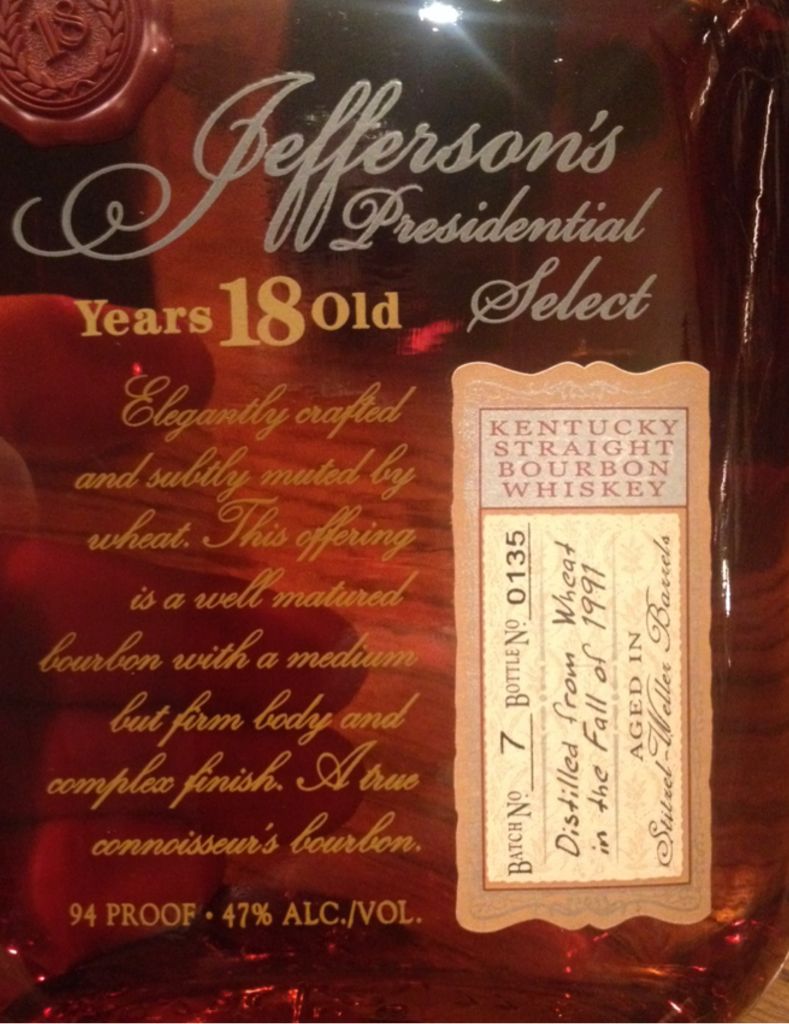 18
Jefferson's
Presidential
Select
Years 18 Old
Elegantly crafted
and subtly muted by
wheat. This offering
is a well matured
bourbon with a medium
but firm body and
complex finish. A true
connoisseur's bourbon.
94 PROOF • 47% ALC./VOL.
KENTUCKY
STRAIGHT
BOURBON
WHISKEY
BATCH NO. 7 BOTTLE NO. 0135
Distilled from Wheat
in the Fall of 1991
AGED IN
Stitzel-Weller Barrels